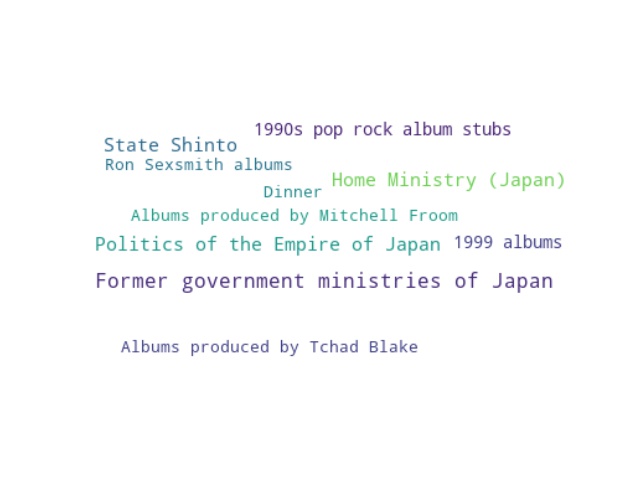 1990s pop rock album stubs
State Shinto
Ron Sexsmith albums
Home Ministry (Japan)
Dinner
Albums produced by Mitchell Froom
Politics of the Empire of Japan
1999 albums
Former government ministries of Japan
Albums produced by Tchad Blake